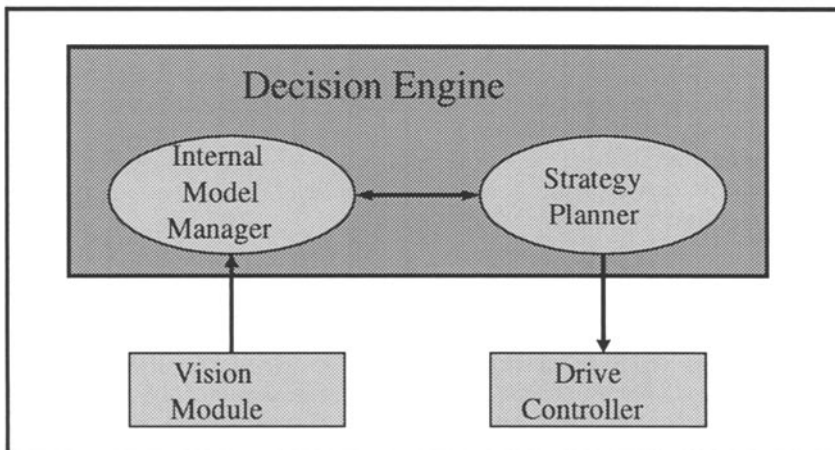 Decision Engine
Internal
Model
Manager
Strategy
Planner
Vision
Module
Drive
Controller